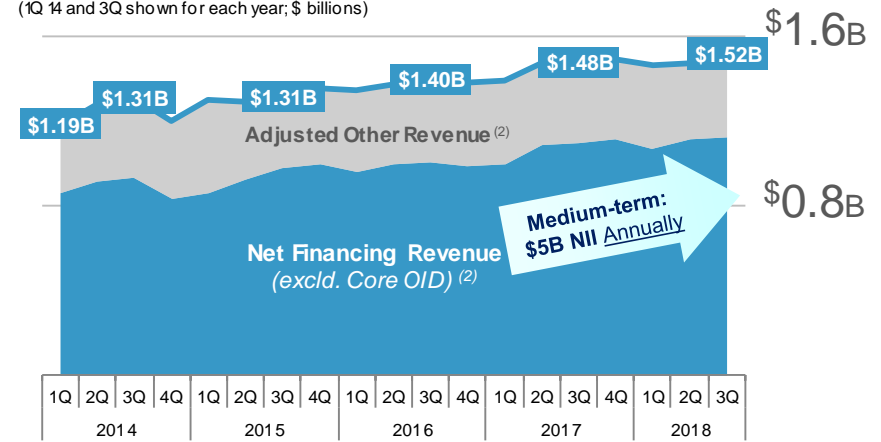 (1Q 14 and 3Q shown for each year; $ billions)
$1.6B
$1.19B
$1.31B
$1.31B
$1.40B
$1.48B
$1.52B
Adjusted Other Revenue (2)
$0.8B
Medium-term:
$5B NII Annually
Net Financing Revenue
(excld. Core OID) (2)
1Q 2Q 3Q 4Q 1Q 2Q 3Q 4Q 1Q 2Q 3Q 4Q 1Q 2Q 3Q 4Q 1Q 2Q 3Q
2014 2015 2016 2017 2018